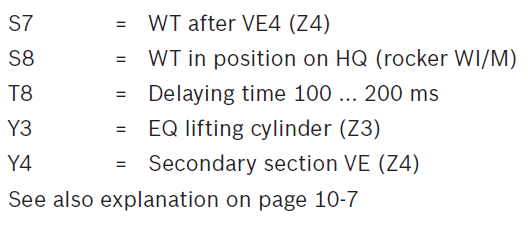 S7 = WT after VE4 (Z4)
S8 = WT in position on HQ (rocker WI/M)
T8 = Delaying time 100 ... 200 ms
Y3 = EQ lifting cylinder (Z3)
Y4 = Secondary section VE (Z4)
See also explanation on page 10-7